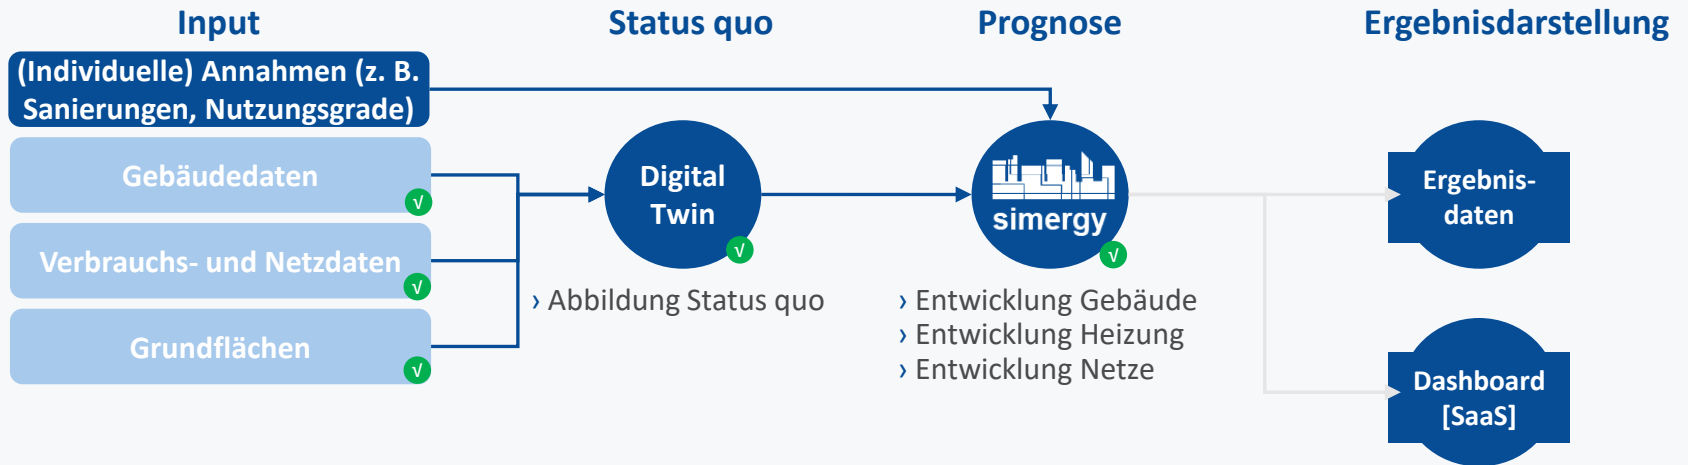 Input
Status quo
Prognose
Ergebnisdarstellung
(Individuelle) Annahmen (z. B.
Sanierungen, Nutzungsgrade)
Gebäudedaten
√
Verbrauchs- und Netzdaten
√
Grundflächen
√
Digital
Twin
√
› Abbildung Status quo
simergy
√
› Entwicklung Gebäude
› Entwicklung Heizung
› Entwicklung Netze
Ergebnis-
daten
Dashboard
[SaaS]